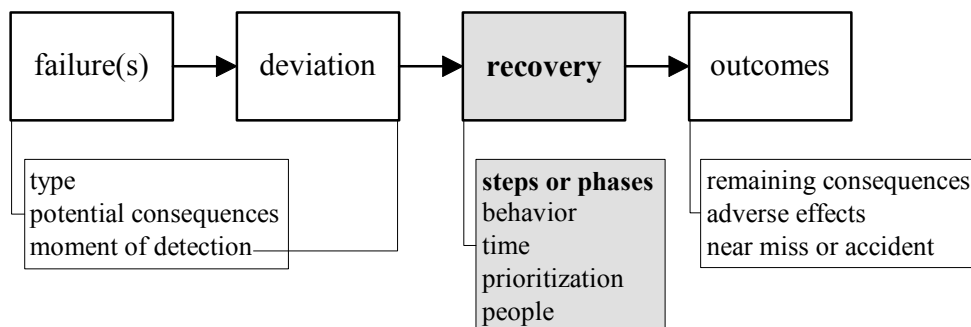 failure(s)
deviation
recovery
outcomes
type
potential consequences
moment of detection
steps or phases
behavior
time
prioritization
people
remaining consequences
adverse effects
near miss or accident